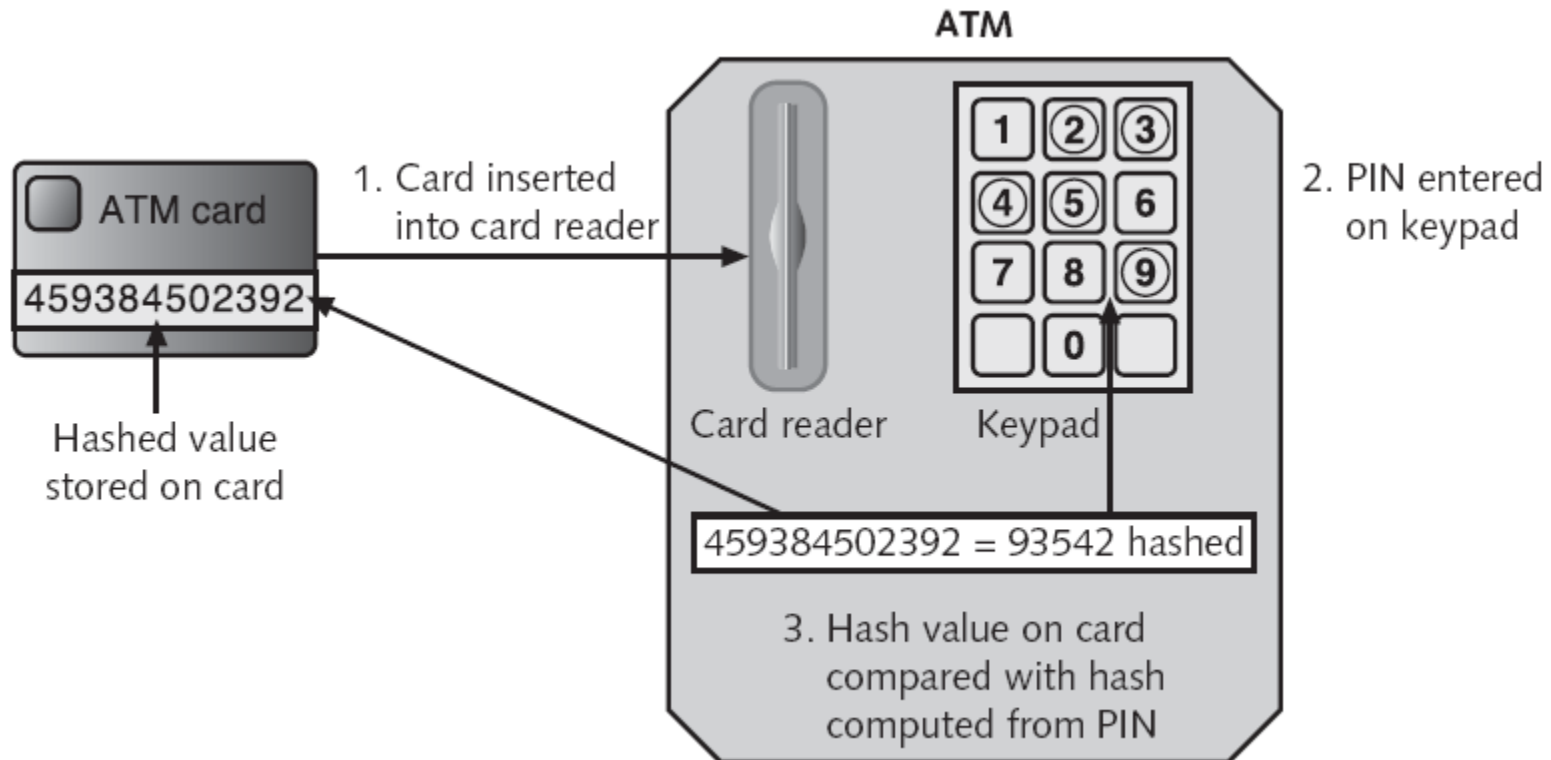 ATM
ATM card
459384502392
Hashed value
stored on card
1. Card inserted
into card reader
1 2 3
4 5 6
7 8 9
0
Card reader
Keypad
2. PIN entered
on keypad
459384502392 = 93542 hashed
3. Hash value on card
compared with hash
computed from PIN